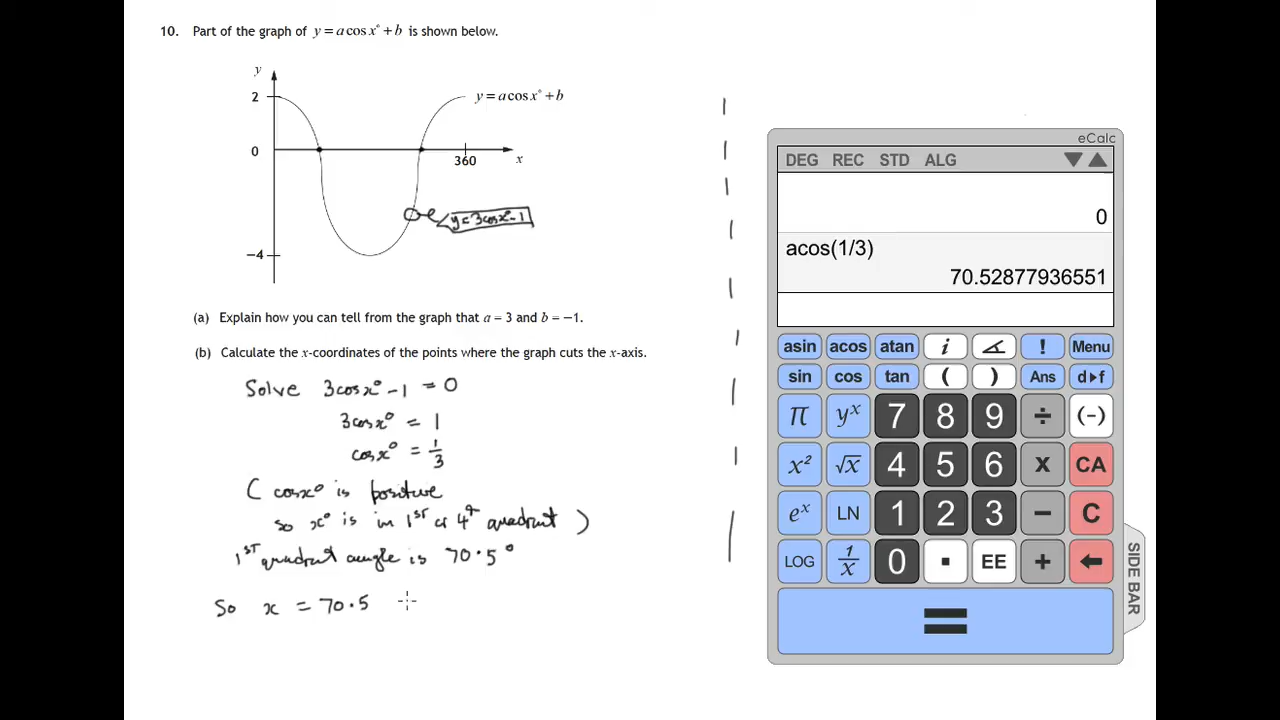 10. Part of the graph of y = a cos x° + b is shown below.
y
2
y = a cos x° + b
0
360
x
y = 3cosx° - 1
−4
(a) Explain how you can tell from the graph that a = 3 and b = −1.
(b) Calculate the x-coordinates of the points where the graph cuts the x-axis.
Solve 3cosx° - 1 = 0
3cosx° = 1
cosx° = 1/3
( cosx° is positive
so x° is in 1ST or 4th quadrant )
1ST quadrant angle is 70.5°
So x = 70.5
eCalc
DEG REC STD ALG
0
acos(1/3)
70.52877936551
asin acos atan i ∠ ! Menu
sin cos tan ( ) Ans d▸f
π yˣ 7 8 9 ÷ (−)
x² √x 4 5 6 x CA
eˣ LN 1 2 3 − C
LOG 1/x 0 . EE + ←
=
SIDE BAR